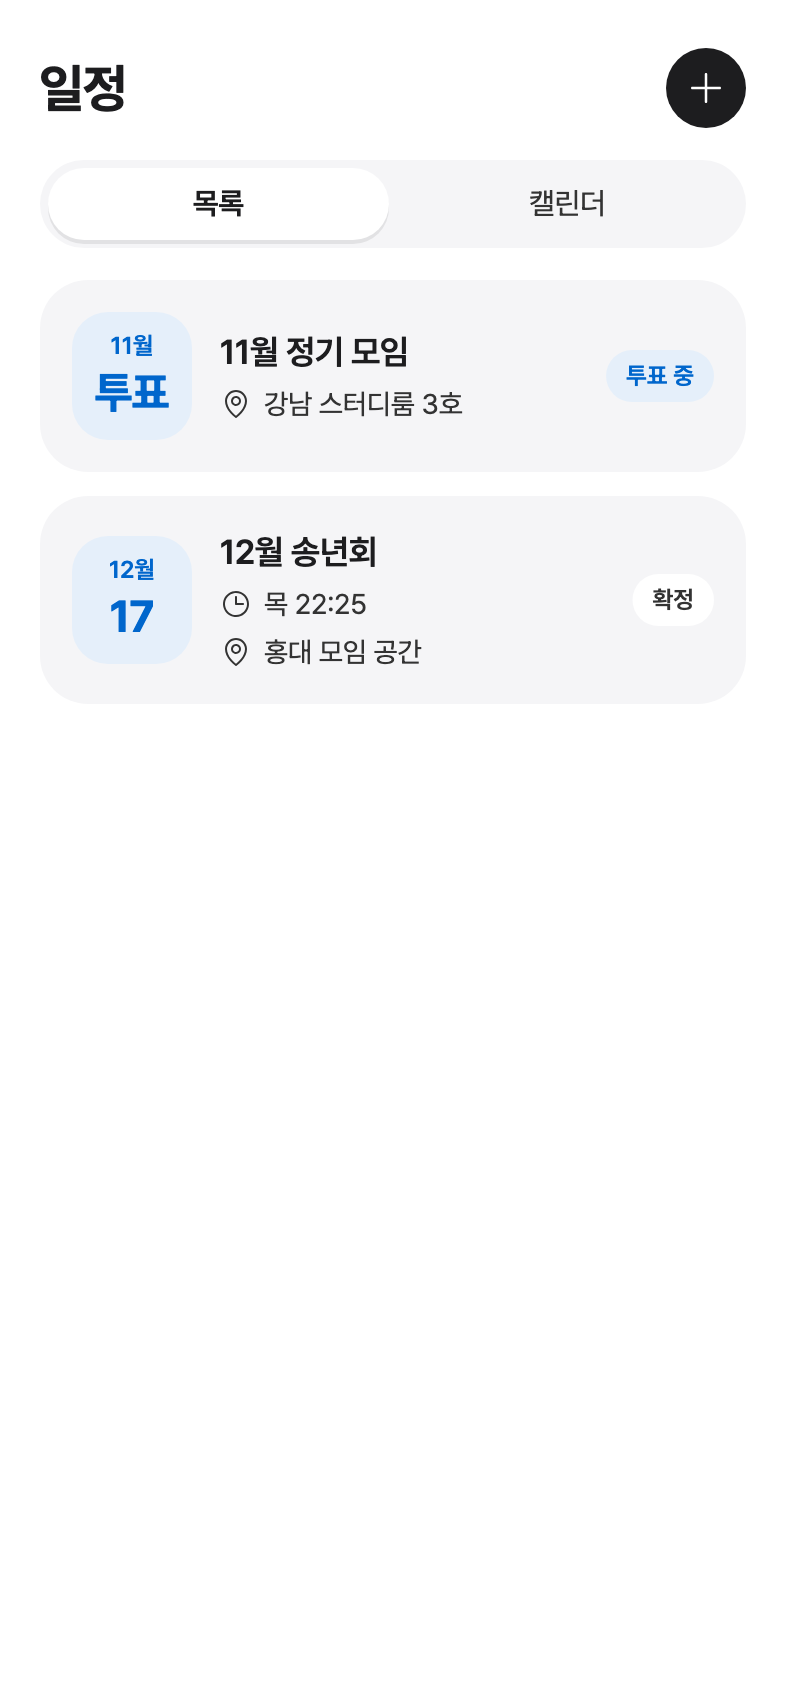 일정
목록
캘린더
11월
투표
11월 정기 모임
강남 스터디룸 3호
투표 중
12월
17
12월 송년회
목 22:25
홍대 모임 공간
확정